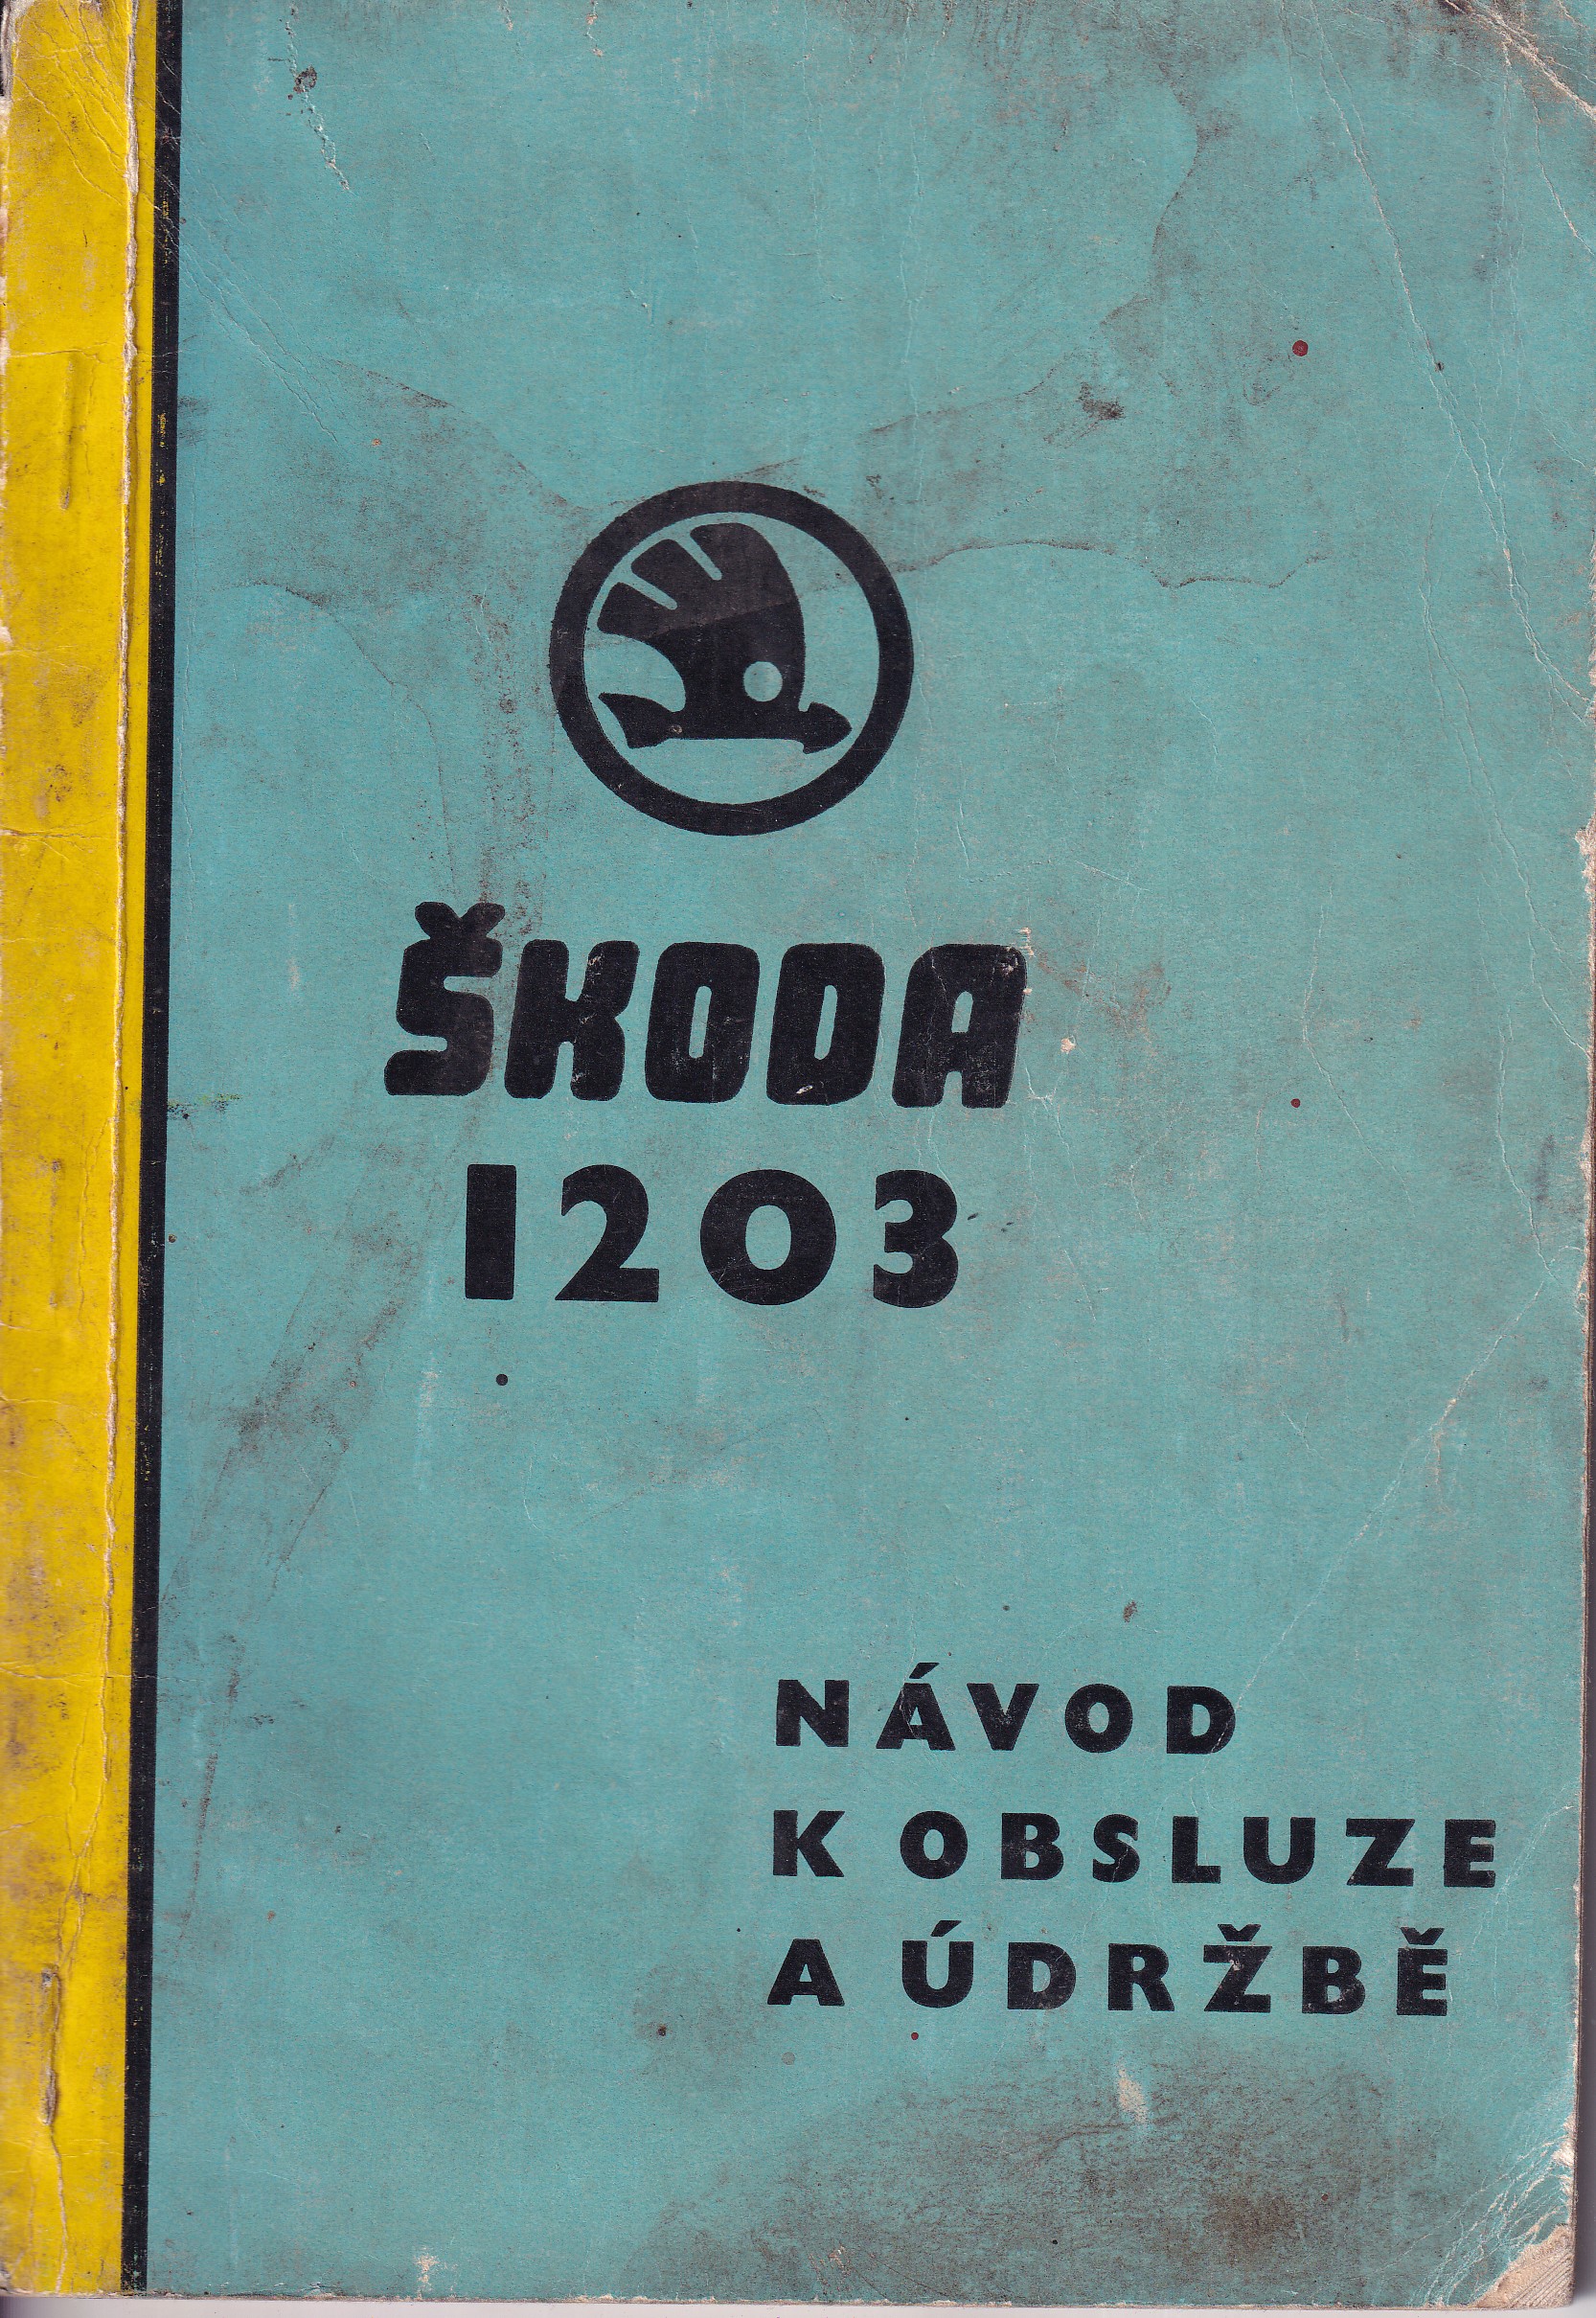 ŠKODA
1203
NÁVOD
K OBSLUZE
A ÚDRŽBĚ